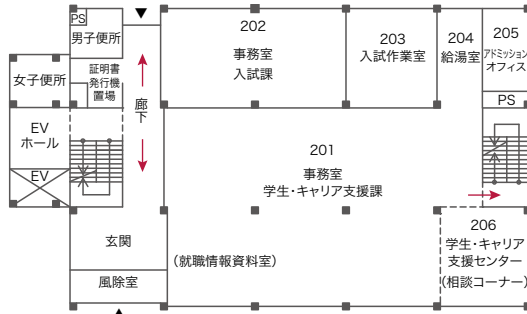 PS
男子便所
女子便所
証明書
発行機
置場
廊下
EV
ホール
EV
玄関
風除室
202
事務室
入試課
203
入試作業室
204
給湯室
205
アドミッション
オフィス
PS
201
事務室
学生・キャリア支援課
(就職情報資料室)
206
学生・キャリア
支援センター
(相談コーナー)